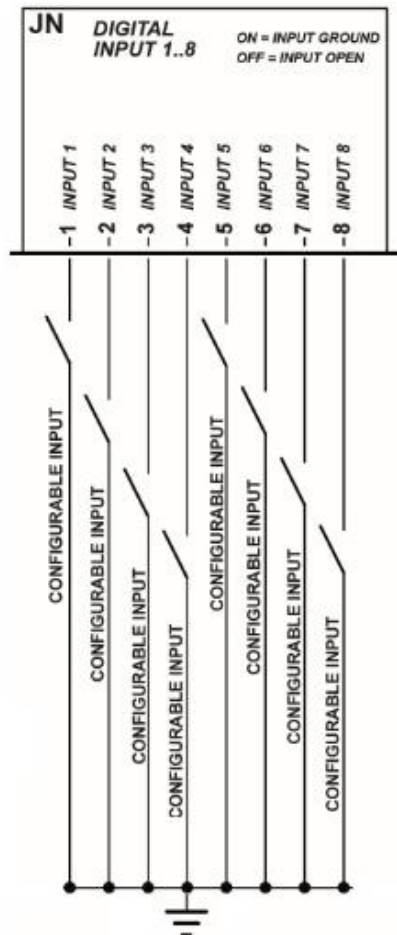 JN
DIGITAL
INPUT 1..8
ON = INPUT GROUND
OFF = INPUT OPEN
INPUT 1
INPUT 2
INPUT 3
INPUT 4
INPUT 5
INPUT 6
INPUT 7
INPUT 8
1
2
3
4
5
6
7
8
CONFIGURABLE INPUT
CONFIGURABLE INPUT
CONFIGURABLE INPUT
CONFIGURABLE INPUT
CONFIGURABLE INPUT
CONFIGURABLE INPUT
CONFIGURABLE INPUT
CONFIGURABLE INPUT